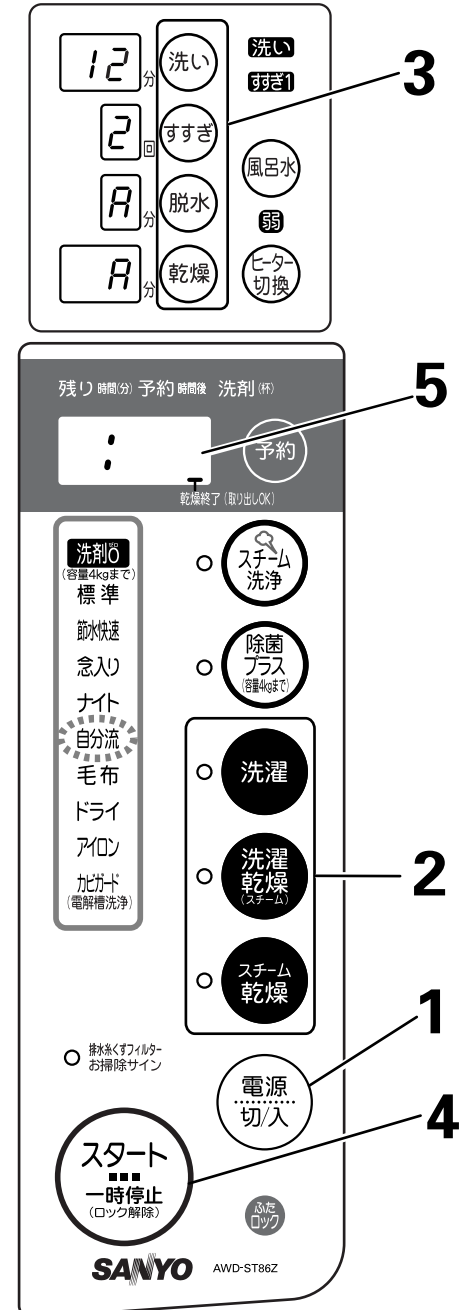 12 分 洗い 洗い
すすぎ1
3
2 回 すすぎ
風呂水
A 分 脱水
弱
A 分 乾燥 ヒーター
切換
残り時間(分) 予約時間後 洗剤(杯)
5
: 予約
乾燥終了(取り出しOK)
洗剤ゼロ
(容量4kgまで)
標準
節水快速
念入り
ナイト
自分流
毛布
ドライ
アイロン
カビガード
(電解槽洗浄)
スチーム
洗浄
除菌
プラス
(容量4kgまで)
洗濯
洗濯
乾燥
(スチーム)
2
スチーム
乾燥
1
排水糸くずフィルター
お掃除サイン
電源
切/入
4
スタート
一時停止
(ロック解除)
ふた
ロック
SANYO AWD-ST86Z